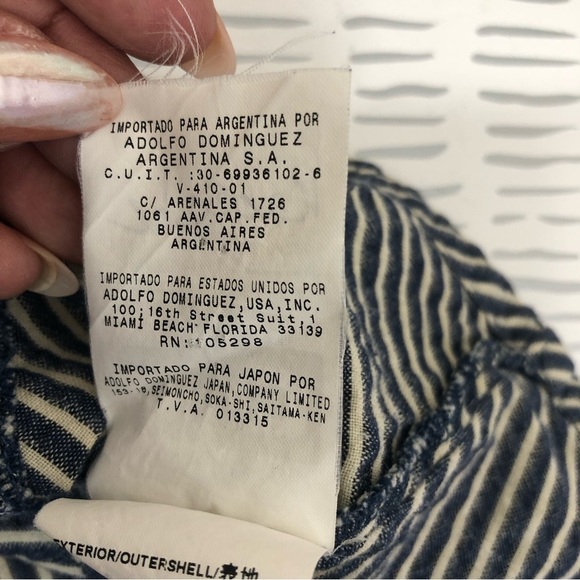 IMPORTADO PARA ARGENTINA POR
ADOLFO DOMINGUEZ
ARGENTINA S.A.
C.U.I.T. :30-69936102-6
V-410-01
C/ ARENALES 1726
1061 AAV.CAP.FED.
BUENOS AIRES
ARGENTINA
IMPORTADO PARA ESTADOS UNIDOS POR
ADOLFO DOMINGUEZ,USA,INC.
100;16th Street Suit,1
MIAMI BEACH FLORIDA 33139
RN:105298
IMPORTADO PARA JAPON POR
ADOLFO DOMINGUEZ JAPAN,COMPANY LIMITED
153-18,SEIMONCHO,SOKA-SHI,SAITAMA-KEN
T.V.A. 013315
EXTERIOR/OUTERSHELL/表地